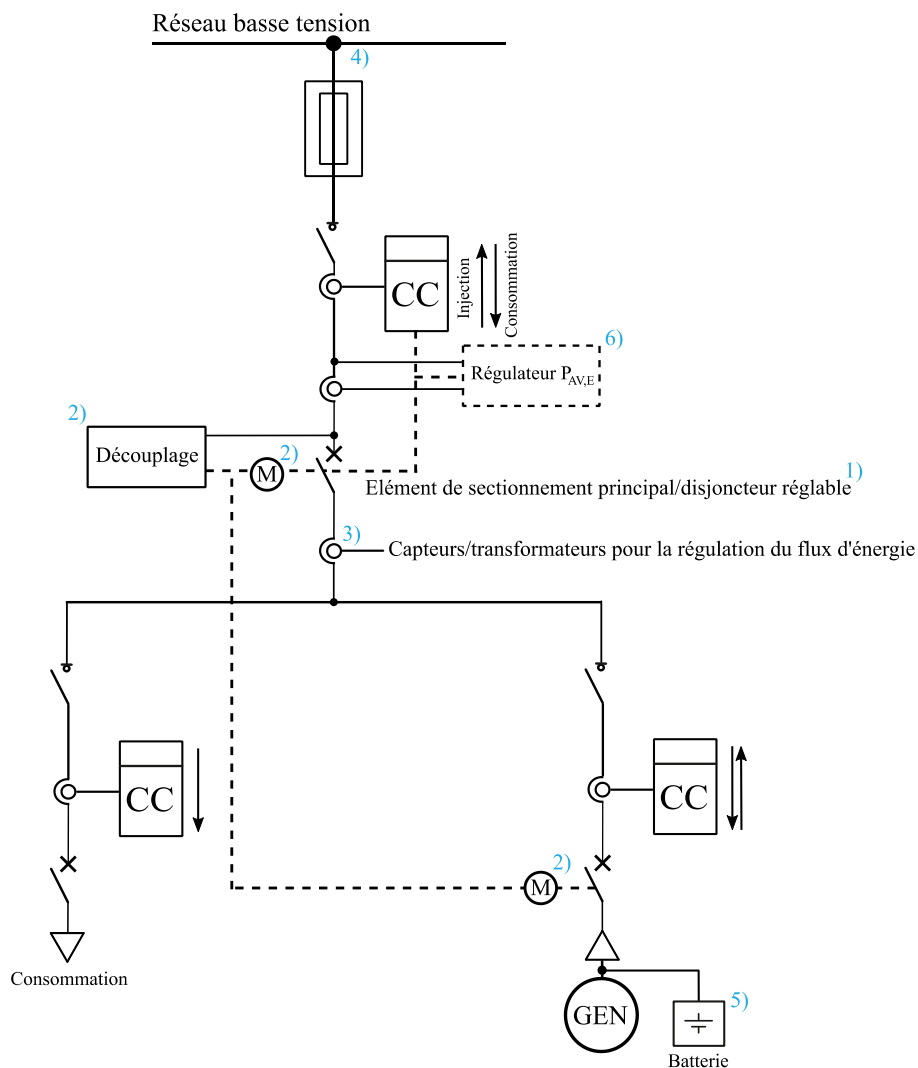 Réseau basse tension
4)
CC
Injection
Consommation
6)
Régulateur P_AV,E
2)
Découplage
2)
M
Elément de sectionnement principal/disjoncteur réglable 1)
3)
Capteurs/transformateurs pour la régulation du flux d'énergie
CC
CC
2)
M
Consommation
GEN
5)
Batterie